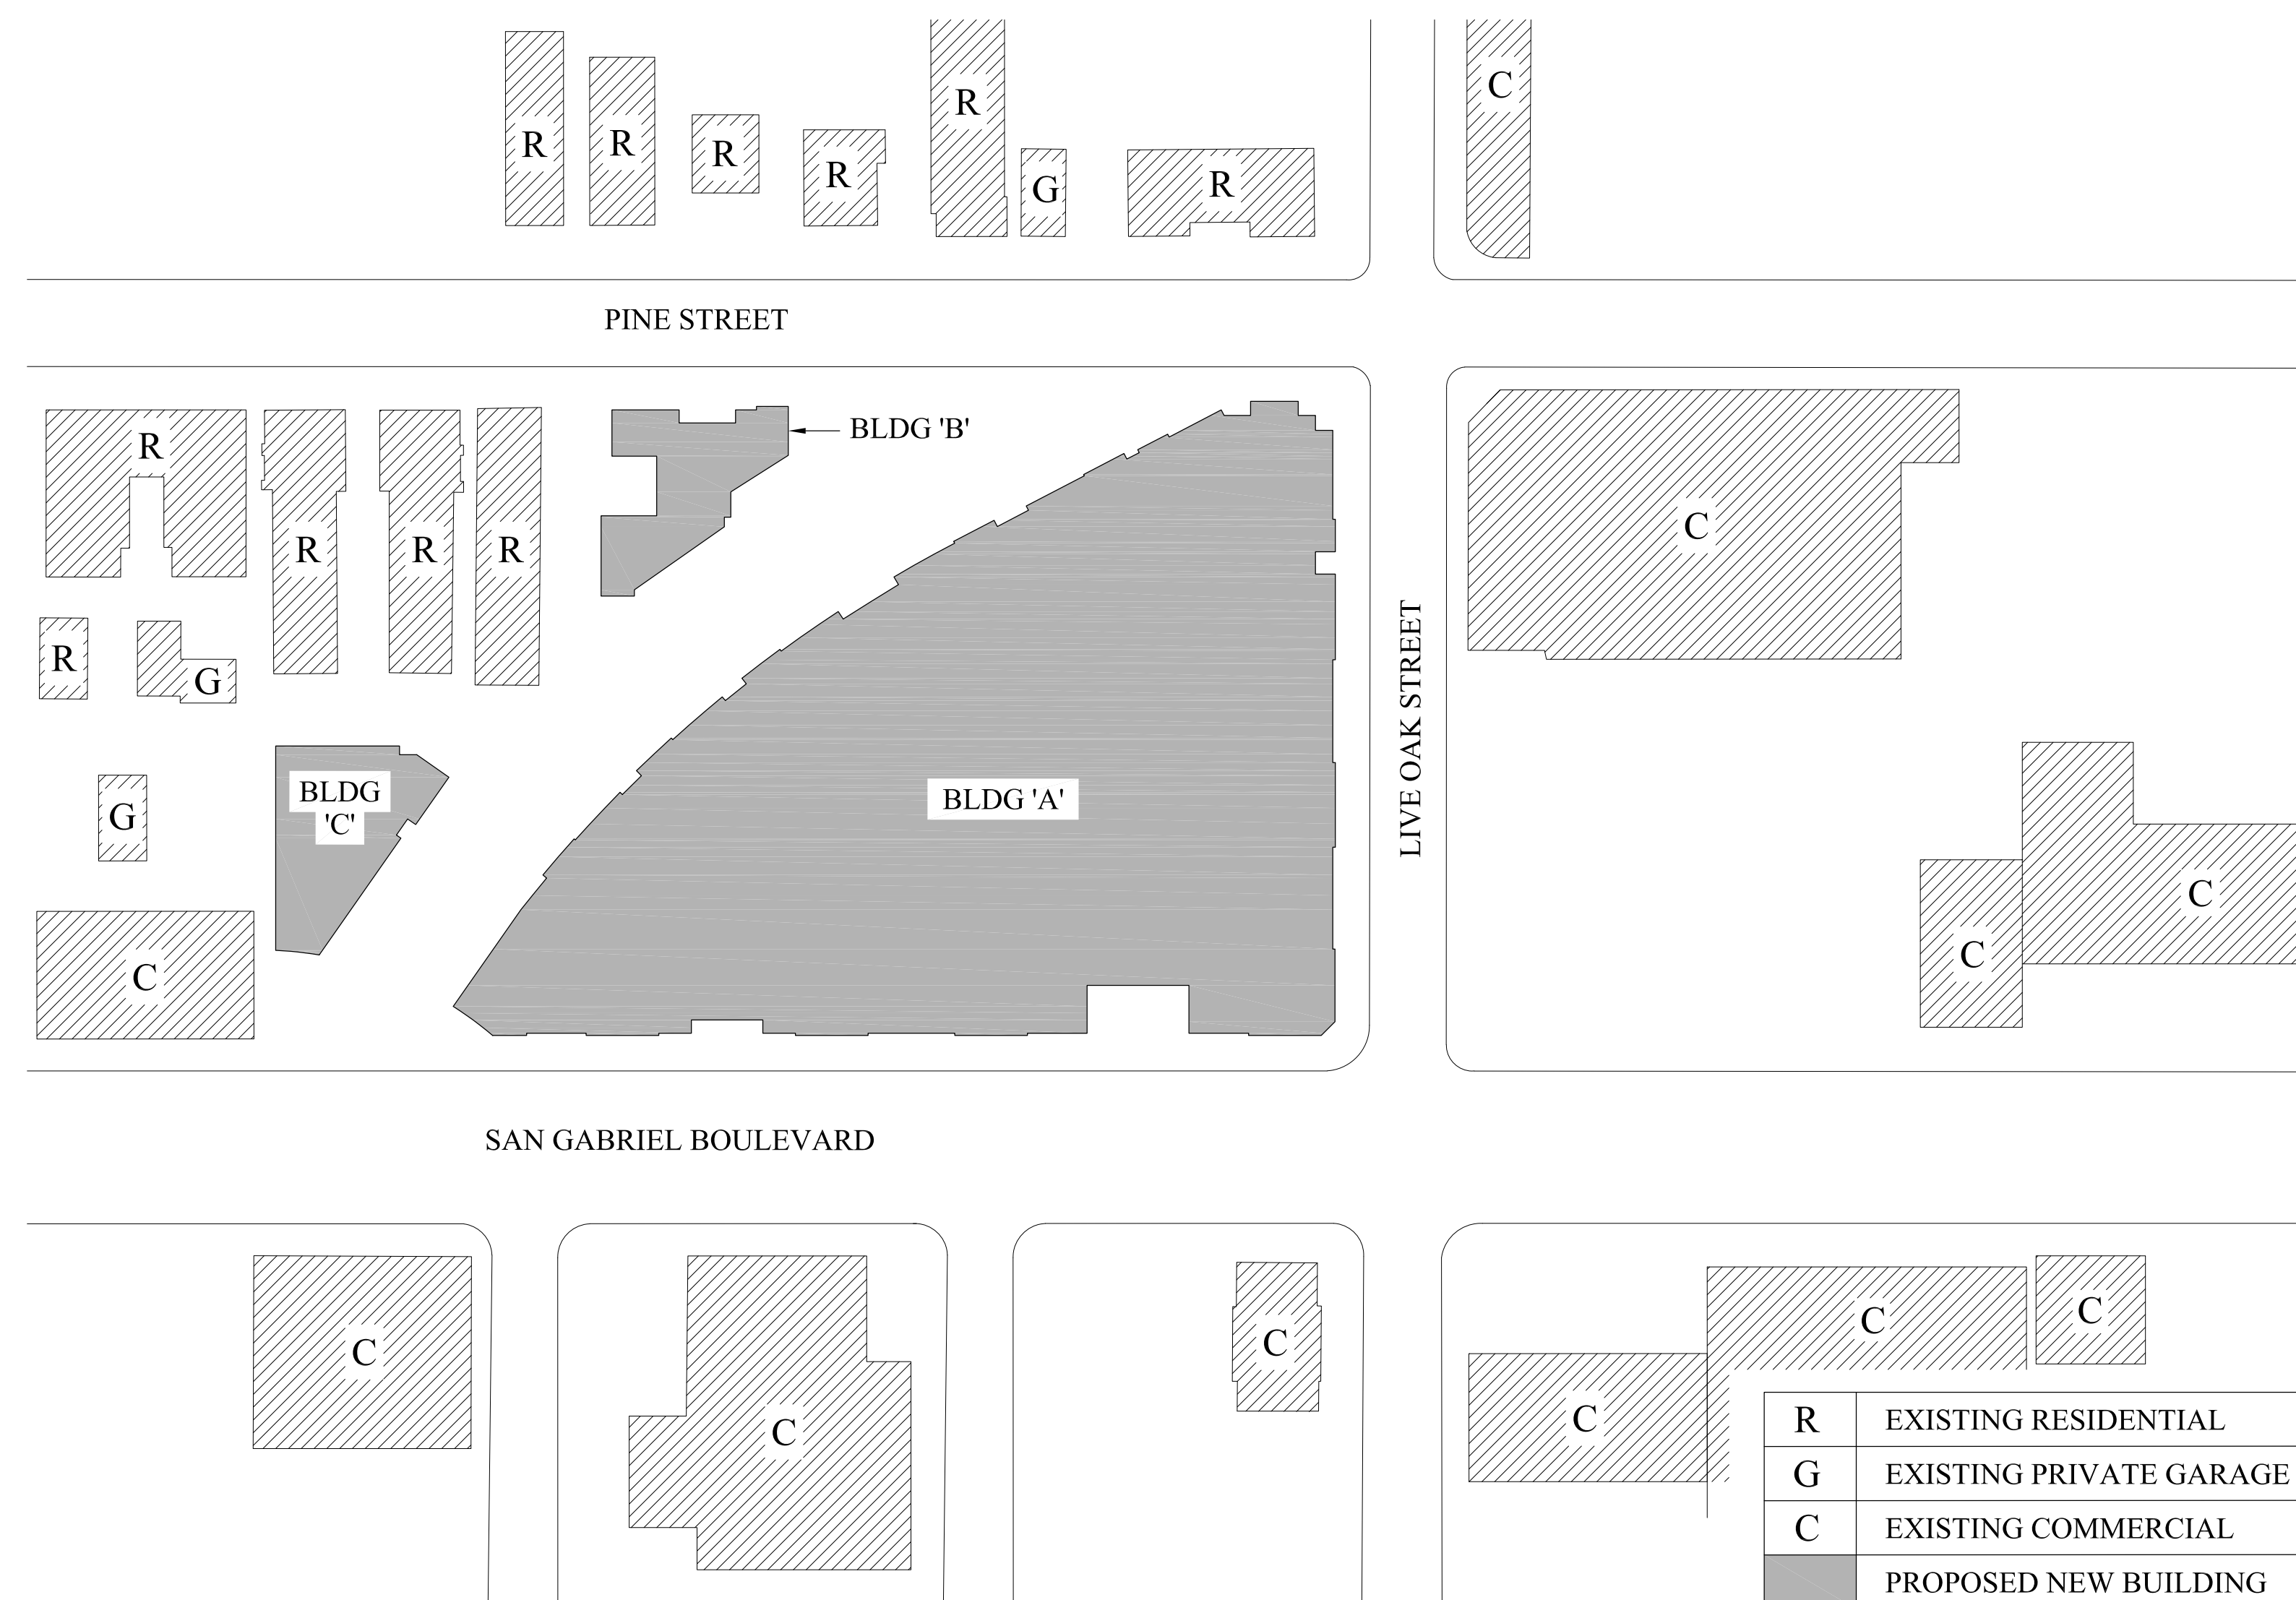 C
R
R
R
R
R
G
R
PINE STREET
BLDG 'B'
R
R
R
R
C
R
G
LIVE OAK STREET
BLDG
'C'
BLDG 'A'
G
C
C
C
SAN GABRIEL BOULEVARD
C
C
C
C
C
C
R EXISTING RESIDENTIAL
G EXISTING PRIVATE GARAGE
C EXISTING COMMERCIAL
PROPOSED NEW BUILDING